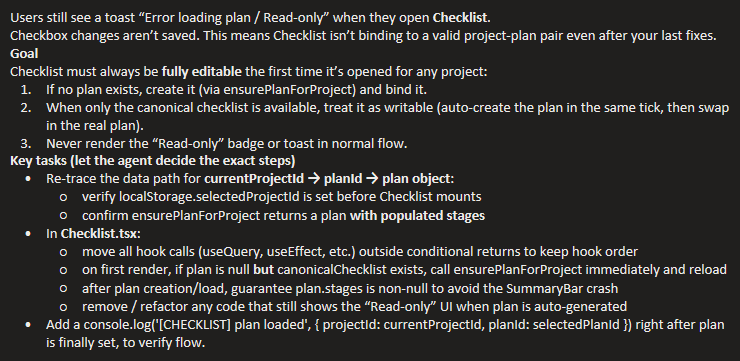 Users still see a toast “Error loading plan / Read-only” when they open Checklist.
Checkbox changes aren’t saved. This means Checklist isn’t binding to a valid project-plan pair even after your last fixes.
Goal
Checklist must always be fully editable the first time it’s opened for any project:
1. If no plan exists, create it (via ensurePlanForProject) and bind it.
2. When only the canonical checklist is available, treat it as writable (auto-create the plan in the same tick, then swap
in the real plan).
3. Never render the “Read-only” badge or toast in normal flow.
Key tasks (let the agent decide the exact steps)
• Re-trace the data path for currentProjectId → planId → plan object:
o verify localStorage.selectedProjectId is set before Checklist mounts
o confirm ensurePlanForProject returns a plan with populated stages
• In Checklist.tsx:
o move all hook calls (useQuery, useEffect, etc.) outside conditional returns to keep hook order
o on first render, if plan is null but canonicalChecklist exists, call ensurePlanForProject immediately and reload
o after plan creation/load, guarantee plan.stages is non-null to avoid the SummaryBar crash
o remove / refactor any code that still shows the “Read-only” UI when plan is auto-generated
• Add a console.log('[CHECKLIST] plan loaded', { projectId: currentProjectId, planId: selectedPlanId }) right after plan
is finally set, to verify flow.